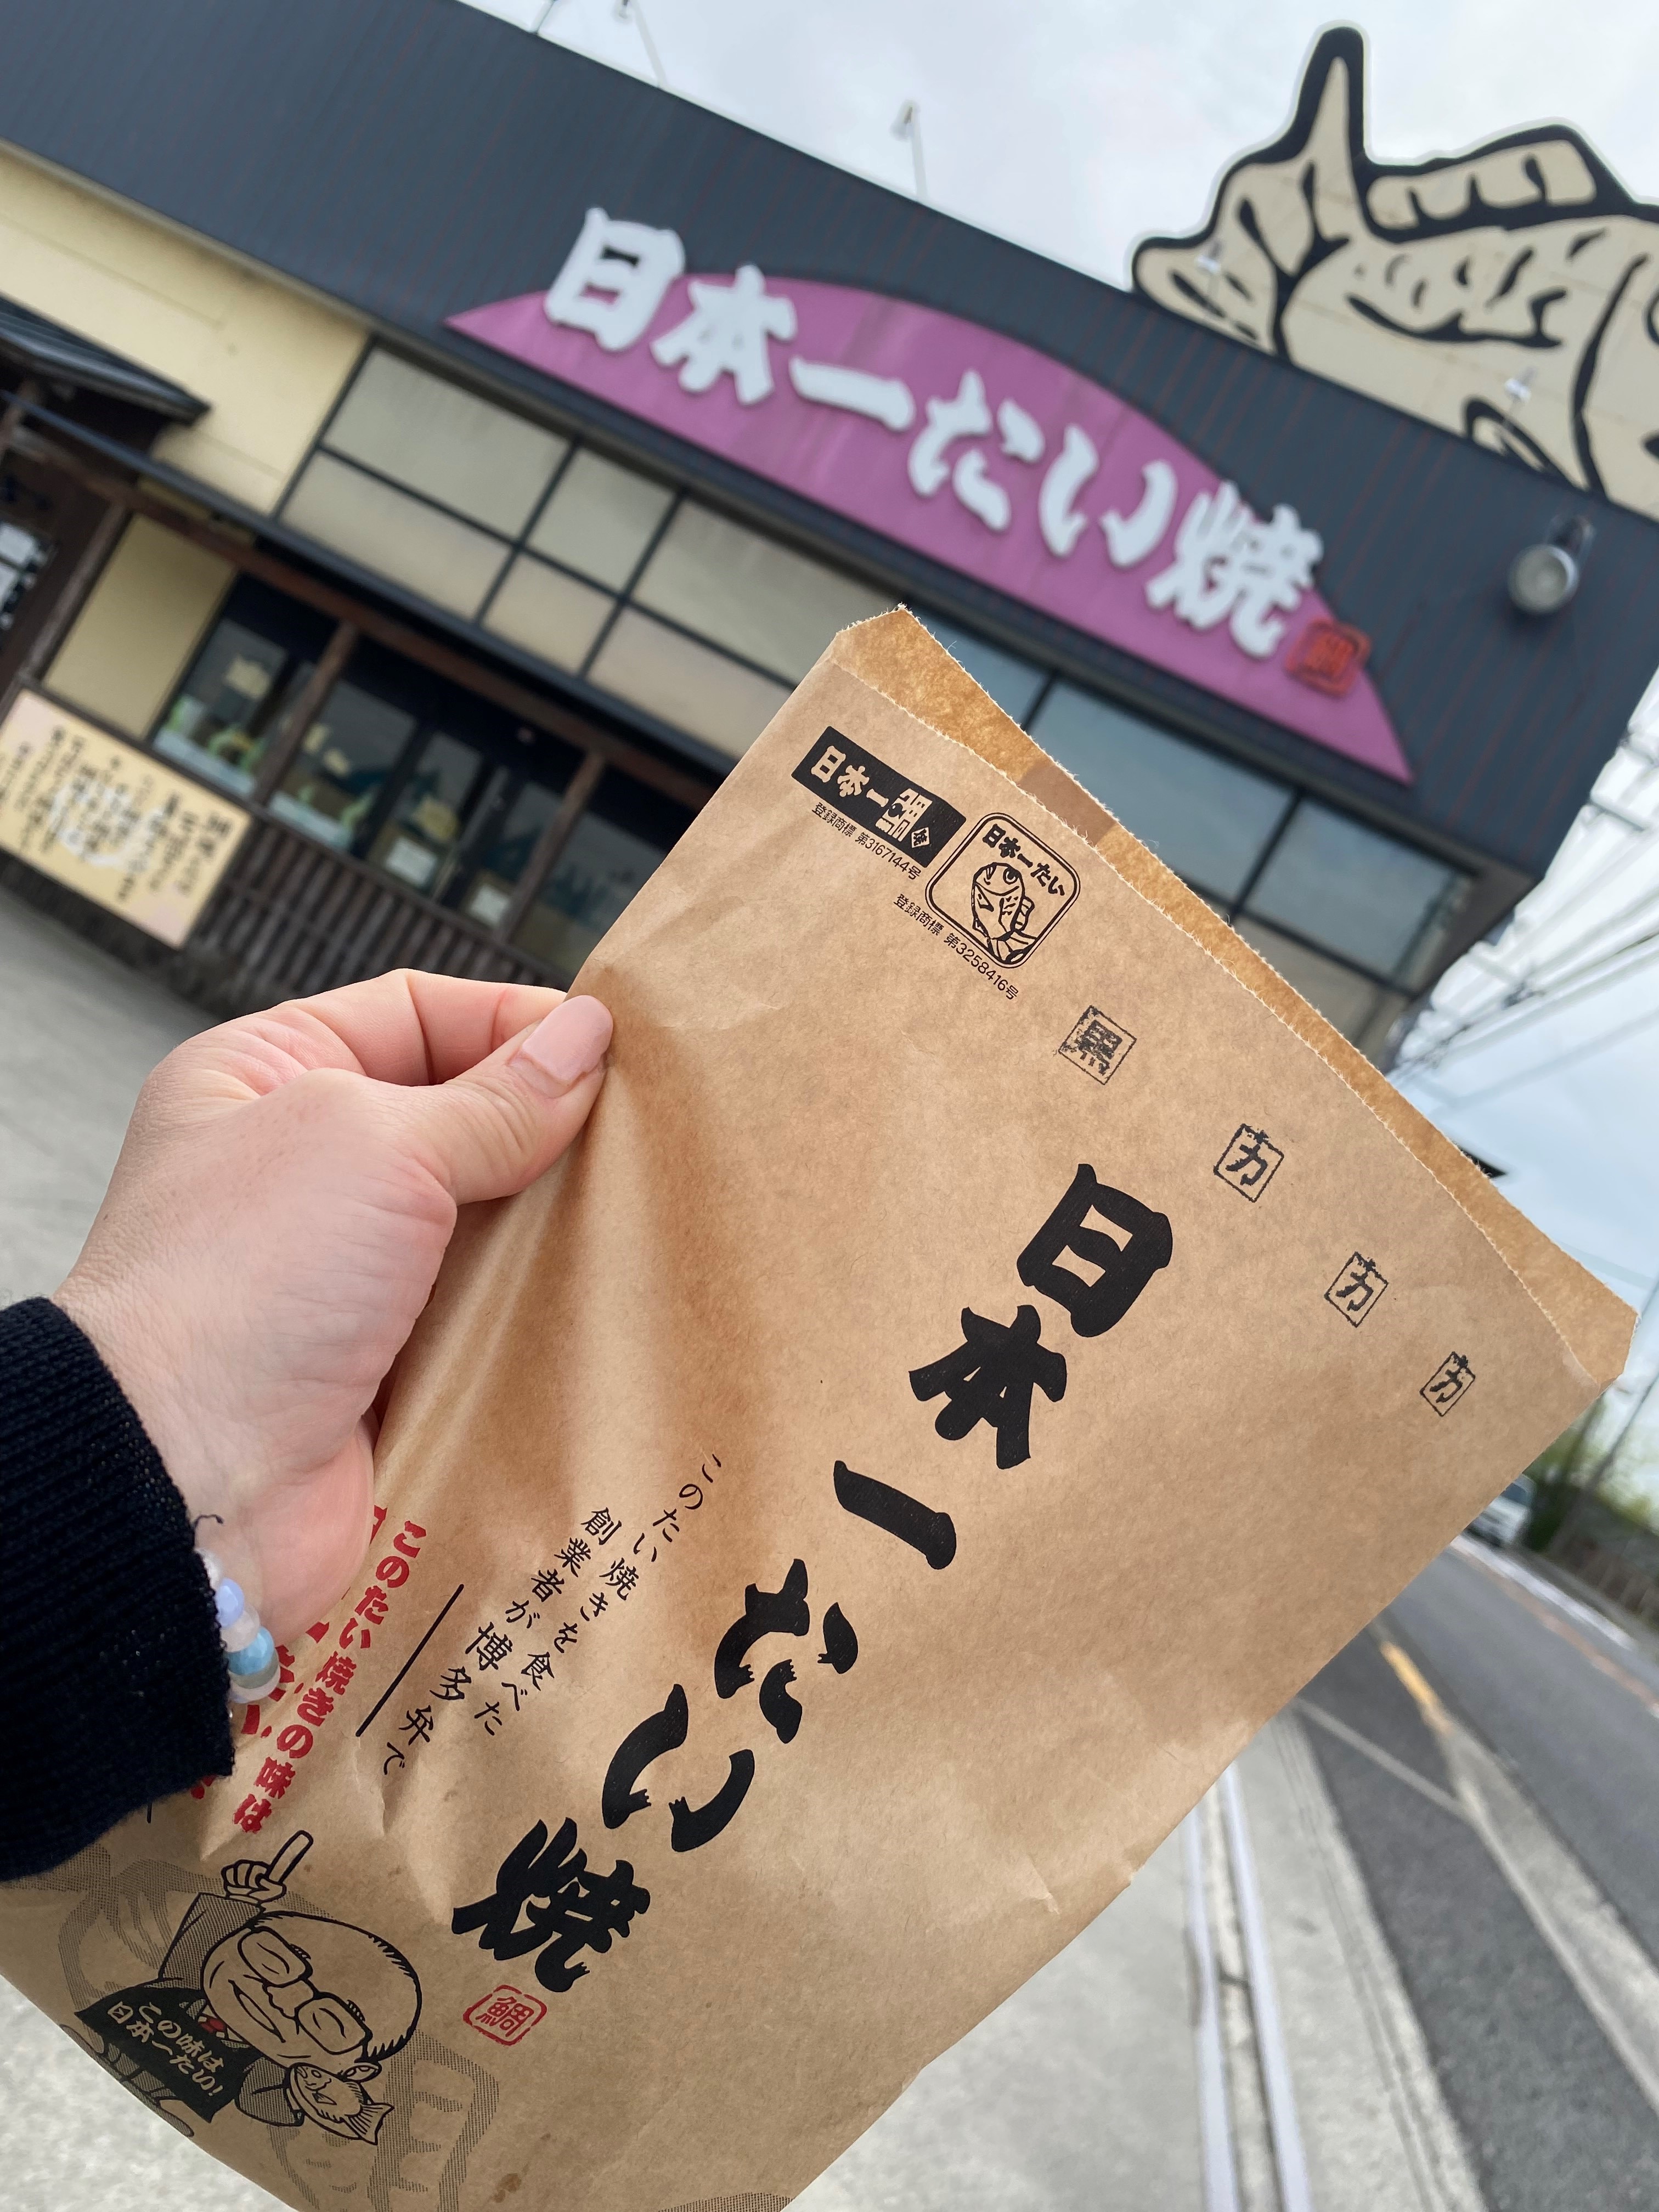 日本一たい焼
鯛
日本一
登録商標 第3167144号
日本一たい
登録商標 第3258416号
黒
カ
カ
カ
日本一たい焼
鯛
このたい焼きを食べた
創業者が博多弁で
このたい焼きの味は
この味は
日本一たい!